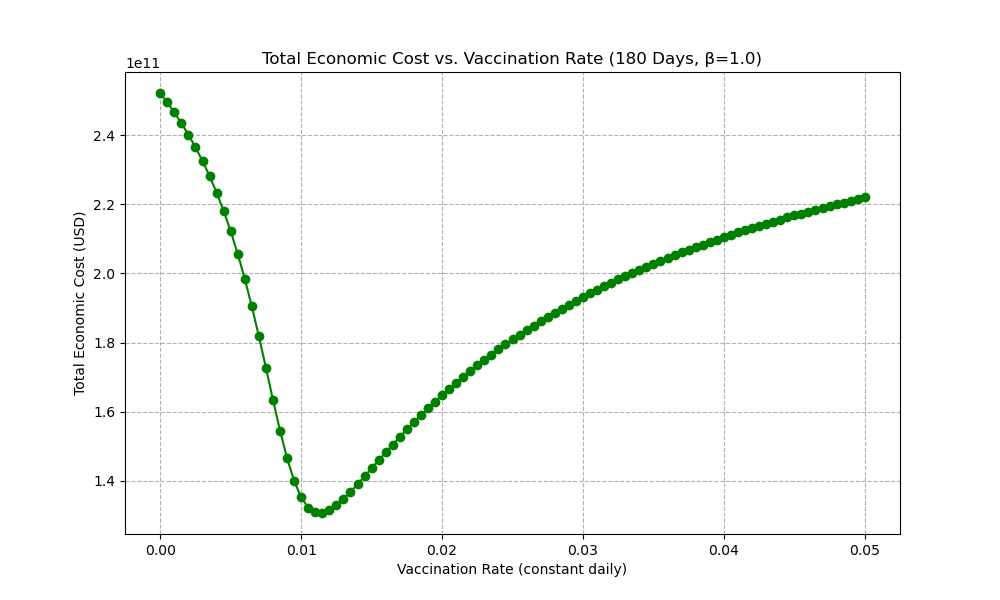 Total Economic Cost vs. Vaccination Rate (180 Days, β=1.0)
1e11
2.4
2.2
2.0
1.8
1.6
1.4
Total Economic Cost (USD)
0.00 0.01 0.02 0.03 0.04 0.05
Vaccination Rate (constant daily)